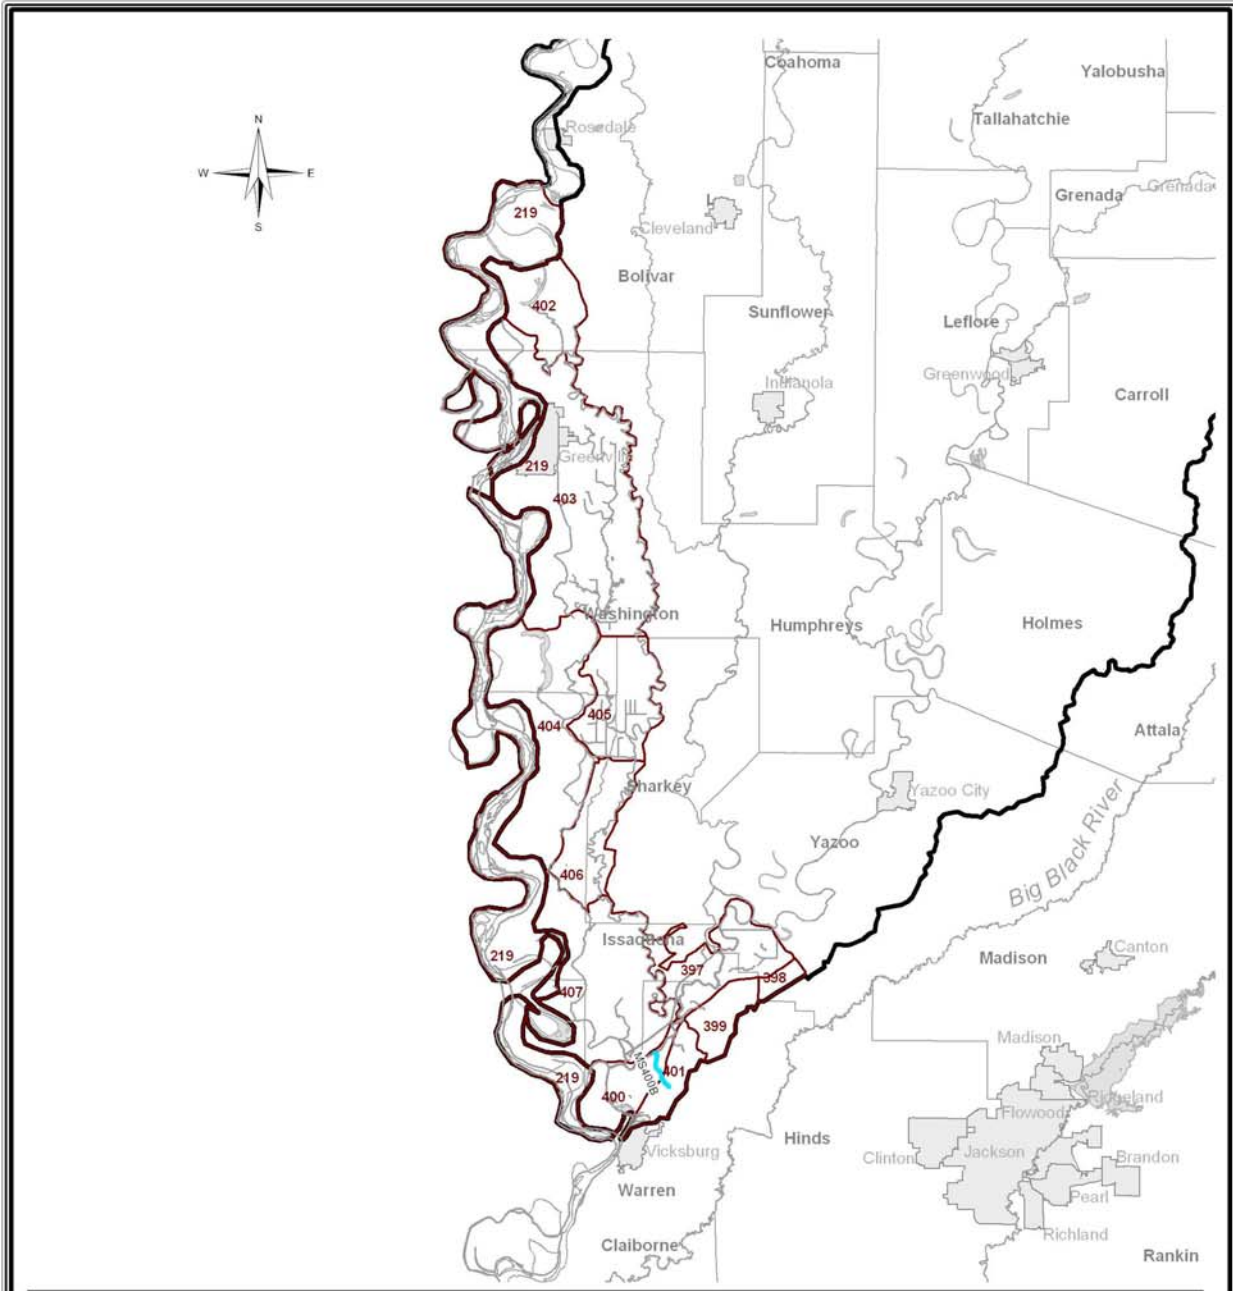 Coahoma
Yalobusha
Tallahatchie
N
W E
S
Rosedale
Grenada
Grenada
219
Cleveland
Bolivar
402
Sunflower
Leflore
Greenwood
Indianola
Carroll
219
403
Washington
Humphreys
Holmes
404
405
Attala
Sharkey
Yazoo City
Yazoo
Big Black River
406
Issaquena
219
397
398
Madison
Canton
407
399
Madison
MS400B
401
219
400
Ridgeland
Flowood
Hinds
Vicksburg
Clinton
Jackson
Brandon
Warren
Pearl
Richland
Claiborne
Rankin